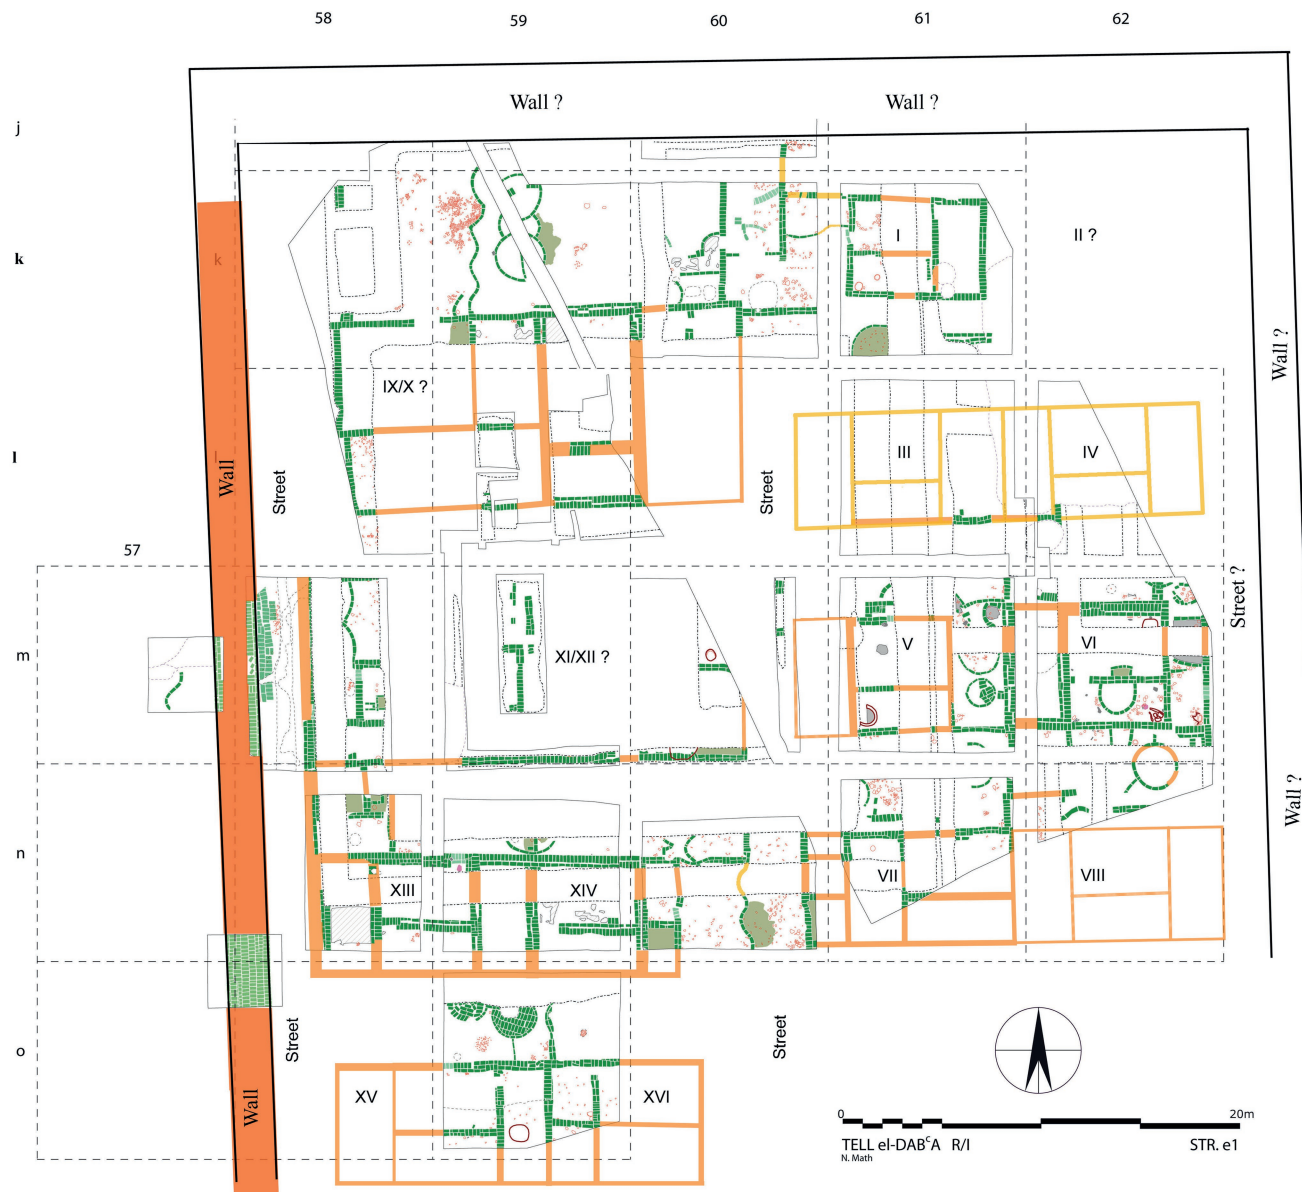 58 59 60 61 62
Wall ? Wall ?
j
I
II ?
k k
Wall ?
IX/X ?
III IV
l l
Wall
Street
Street
57
Street ?
m
V VI
XI/XII ?
Wall ?
n
XIII XIV VII VIII
Street
Street
o
XV XVI
Wall
0 20m
TELL el-DABᶜA R/I STR. e1
N. Math